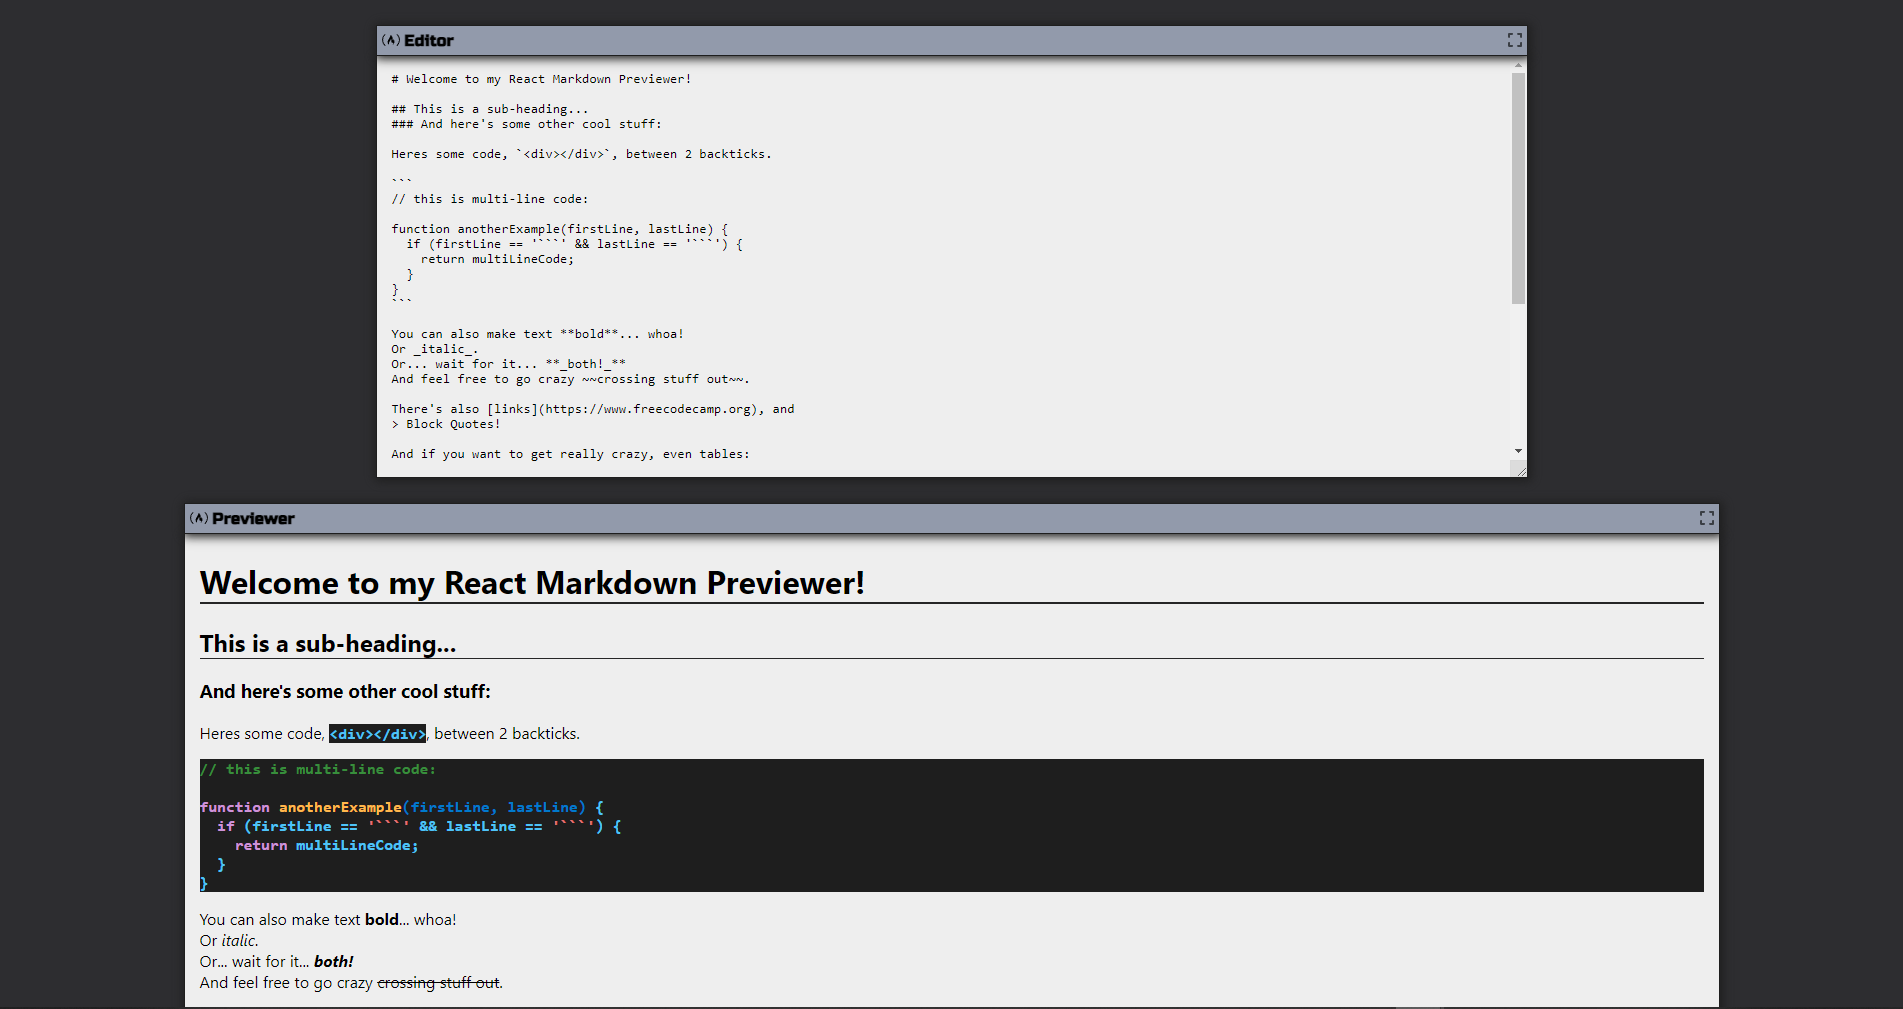 Editor
# Welcome to my React Markdown Previewer!
## This is a sub-heading...
### And here's some other cool stuff:
Heres some code, `<div></div>`, between 2 backticks.
```
// this is multi-line code:
function anotherExample(firstLine, lastLine) {
  if (firstLine == '```' && lastLine == '```') {
    return multiLineCode;
  }
}
```
You can also make text **bold**... whoa!
Or _italic_.
Or... wait for it... **_both!_**
And feel free to go crazy ~~crossing stuff out~~.
There's also [links](https://www.freecodecamp.org), and
> Block Quotes!
And if you want to get really crazy, even tables:
Previewer
Welcome to my React Markdown Previewer!
This is a sub-heading...
And here's some other cool stuff:
Heres some code, <div></div>, between 2 backticks.
// this is multi-line code:
function anotherExample(firstLine, lastLine) {
  if (firstLine == '```' && lastLine == '```') {
    return multiLineCode;
  }
}
You can also make text bold... whoa!
Or italic.
Or... wait for it... both!
And feel free to go crazy crossing stuff out.